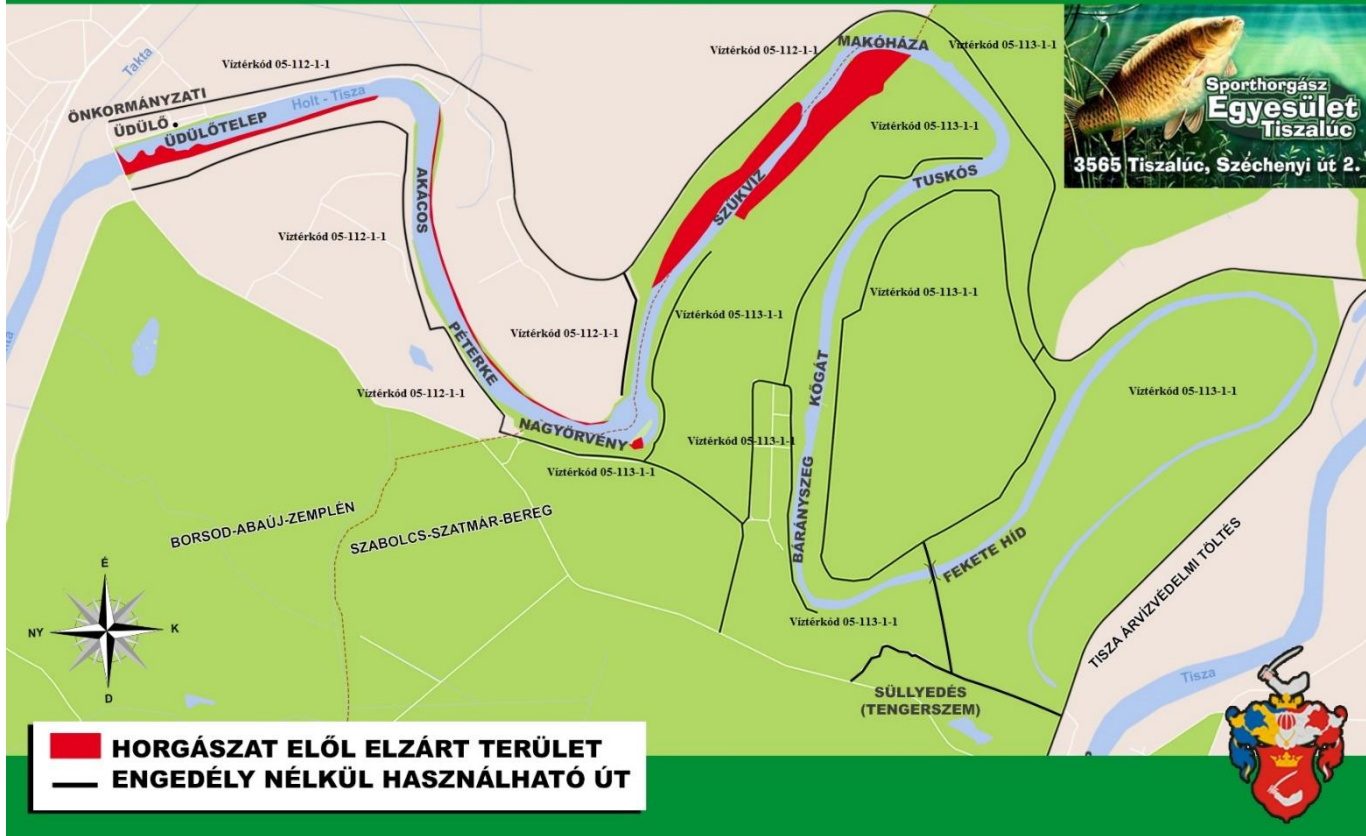 Takta
Víztérkód 05-112-1-1
ÖNKORMÁNYZATI
ÜDÜLŐ
ÜDÜLŐTELEP
Holt - Tisza
Víztérkód 05-112-1-1
MAKÓHÁZA
Víztérkód 05-113-1-1
Sporthorgász
Egyesület
Tiszalúc
3565 Tiszalúc, Széchenyi út 2.
Víztérkód 05-113-1-1
TUSKÓS
AKÁCOS
SZŰKVÍZ
Víztérkód 05-112-1-1
Víztérkód 05-113-1-1
Víztérkód 05-113-1-1
Víztérkód 05-112-1-1
PÉTERKE
KŐGÁT
Víztérkód 05-112-1-1
Víztérkód 05-113-1-1
NAGYÖRVÉNY
Víztérkód 05-113-1-1
Víztérkód 05-113-1-1
BÁRÁNYSZEG
BORSOD-ABAÚJ-ZEMPLÉN
SZABOLCS-SZATMÁR-BEREG
FEKETE HÍD
Víztérkód 05-113-1-1
TISZA ÁRVÍZVÉDELMI TÖLTÉS
Tisza
SÜLLYEDÉS
(TENGERSZEM)
É
NY
K
D
HORGÁSZAT ELŐL ELZÁRT TERÜLET
ENGEDÉLY NÉLKÜL HASZNÁLHATÓ ÚT